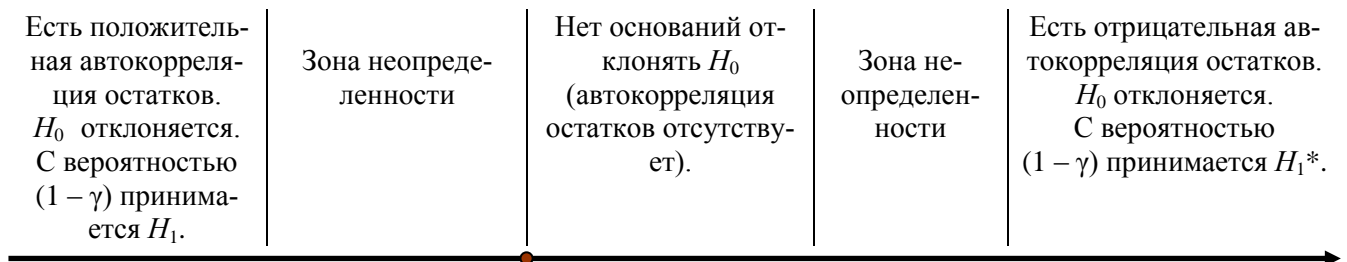 Есть положитель-
ная автокорреля-
ция остатков.
H0 отклоняется.
С вероятностью
(1 – γ) принима-
ется H1.
Зона неопреде-
ленности
Нет оснований от-
клонять H0
(автокорреляция
остатков отсутству-
ет).
Зона не-
определен-
ности
Есть отрицательная ав-
токорреляция остатков.
H0 отклоняется.
С вероятностью
(1 – γ) принимается H1*.